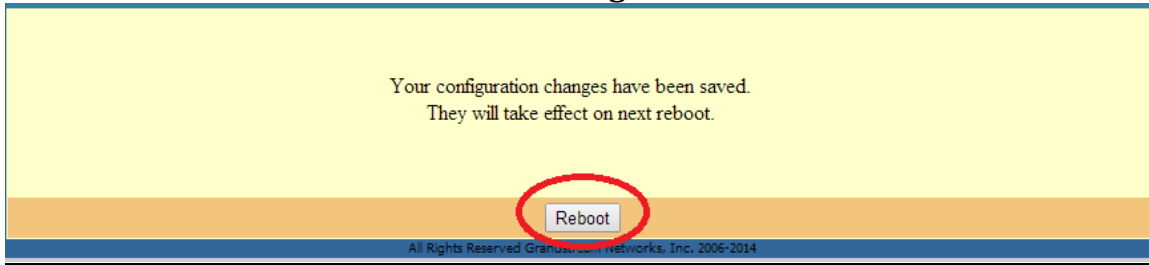 Your configuration changes have been saved.
They will take effect on next reboot.
Reboot
All Rights Reserved Grandstream Networks, Inc. 2006-2014